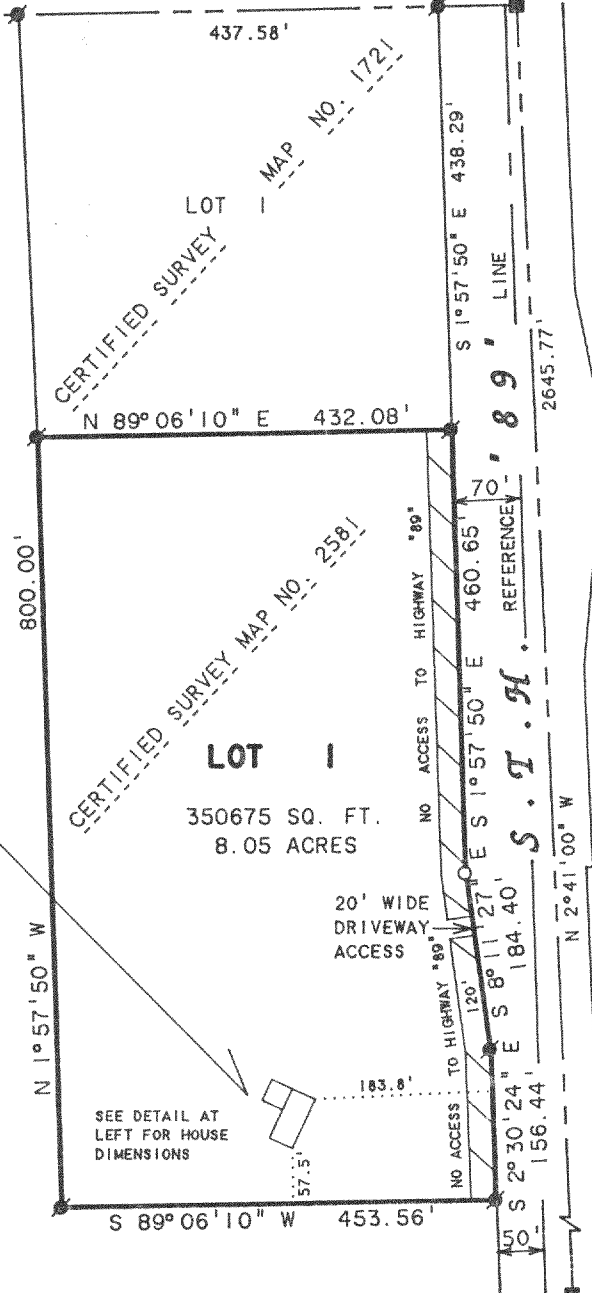 437.58'
CERTIFIED SURVEY MAP NO. 1721
LOT 1
S 1°57'50" E 438.29'
LINE
2645.77'
N 89°06'10" E 432.08'
S.T.H. "89"
70'
REFERENCE
800.00'
CERTIFIED SURVEY MAP NO. 2581
NO ACCESS TO HIGHWAY "89"
S 1°57'50" E 460.65'
LOT 1
350675 SQ. FT.
8.05 ACRES
20' WIDE
DRIVEWAY
ACCESS
S 8°11'27" E
184.40'
120'
N 2°41'00" W
N 1°57'50" W
NO ACCESS TO HIGHWAY "89"
183.8'
SEE DETAIL AT
LEFT FOR HOUSE
DIMENSIONS
57.5'
S 2°30'24" E
156.44'
S 89°06'10" W 453.56'
50'